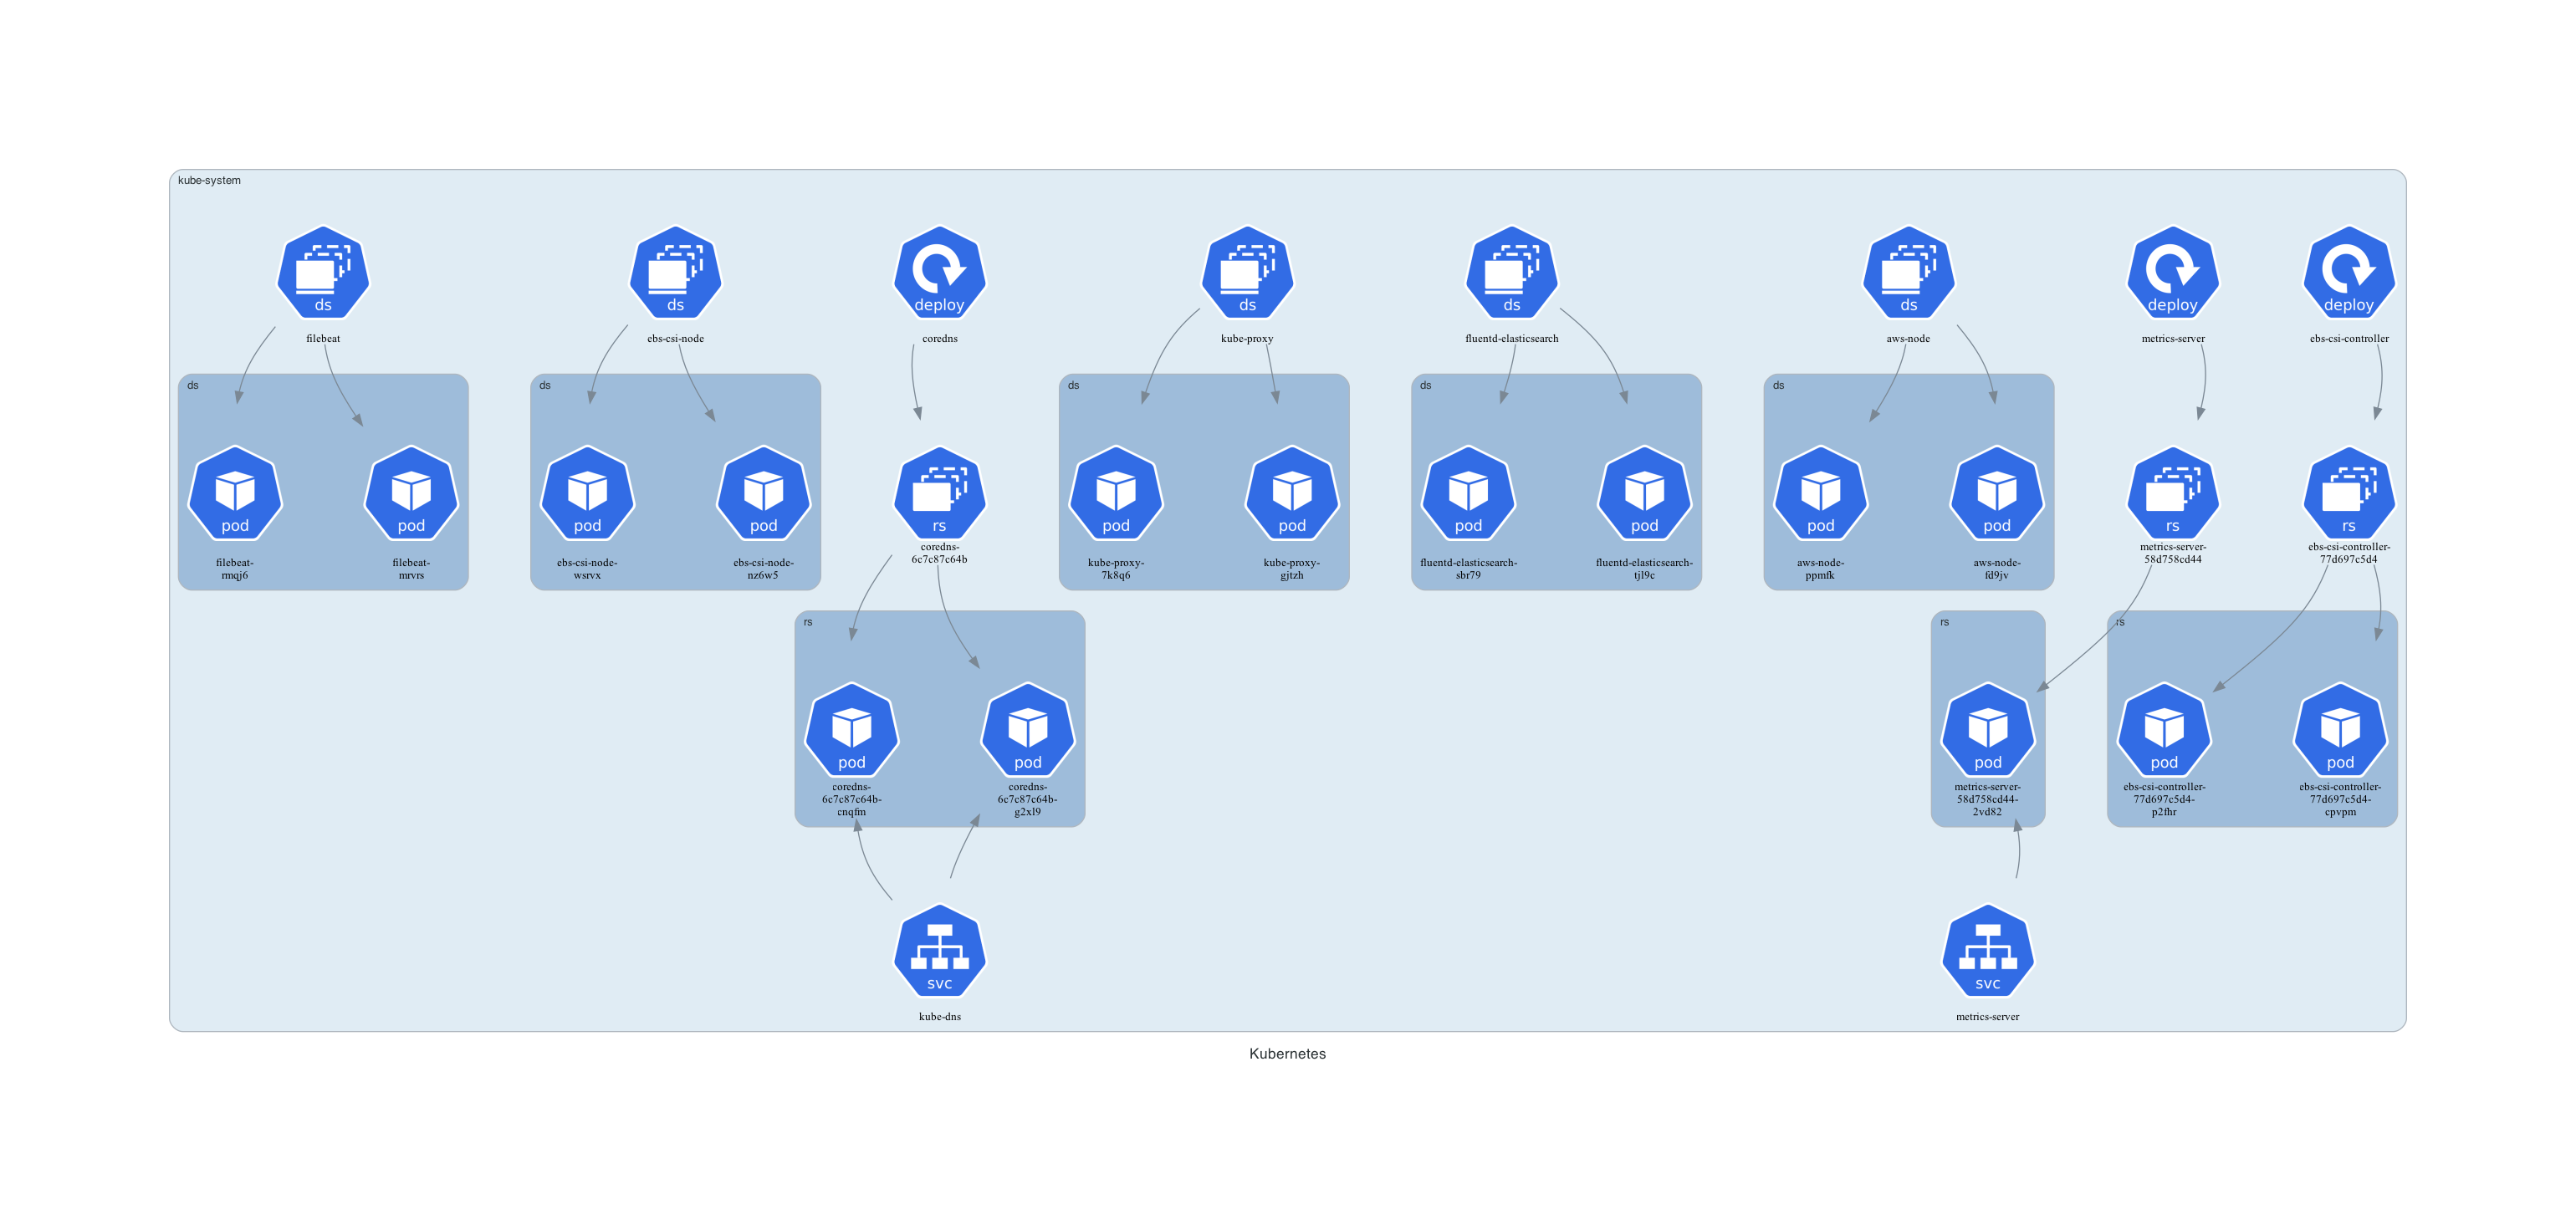 kube-system
ds
ds
deploy
ds
ds
ds
deploy
deploy
filebeat
ebs-csi-node
coredns
kube-proxy
fluentd-elasticsearch
aws-node
metrics-server
ebs-csi-controller
ds
ds
ds
ds
ds
pod
pod
pod
pod
rs
pod
pod
pod
pod
pod
pod
rs
rs
filebeat-
rmqj6
filebeat-
mrvrs
ebs-csi-node-
wsrvx
ebs-csi-node-
nz6w5
coredns-
6c7c87c64b
kube-proxy-
7k8q6
kube-proxy-
gjtzh
fluentd-elasticsearch-
sbr79
fluentd-elasticsearch-
tjl9c
aws-node-
ppmfk
aws-node-
fd9jv
metrics-server-
58d758cd44
ebs-csi-controller-
77d697c5d4
rs
rs
rs
pod
pod
pod
pod
pod
coredns-
6c7c87c64b-
cnqfm
coredns-
6c7c87c64b-
g2xl9
metrics-server-
58d758cd44-
2vd82
ebs-csi-controller-
77d697c5d4-
p2fhr
ebs-csi-controller-
77d697c5d4-
cpvpm
svc
svc
kube-dns
metrics-server
Kubernetes